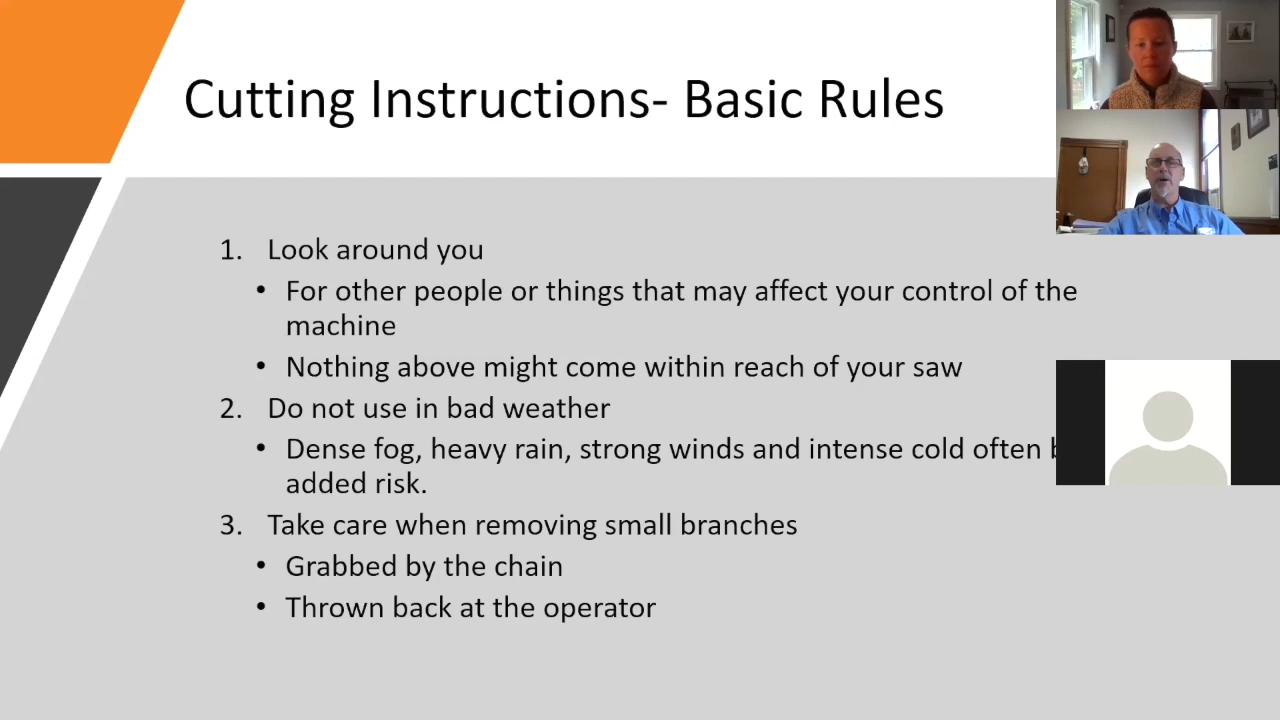 Cutting Instructions- Basic Rules
1. Look around you
• For other people or things that may affect your control of the
machine
• Nothing above might come within reach of your saw
2. Do not use in bad weather
• Dense fog, heavy rain, strong winds and intense cold often
added risk.
3. Take care when removing small branches
• Grabbed by the chain
• Thrown back at the operator